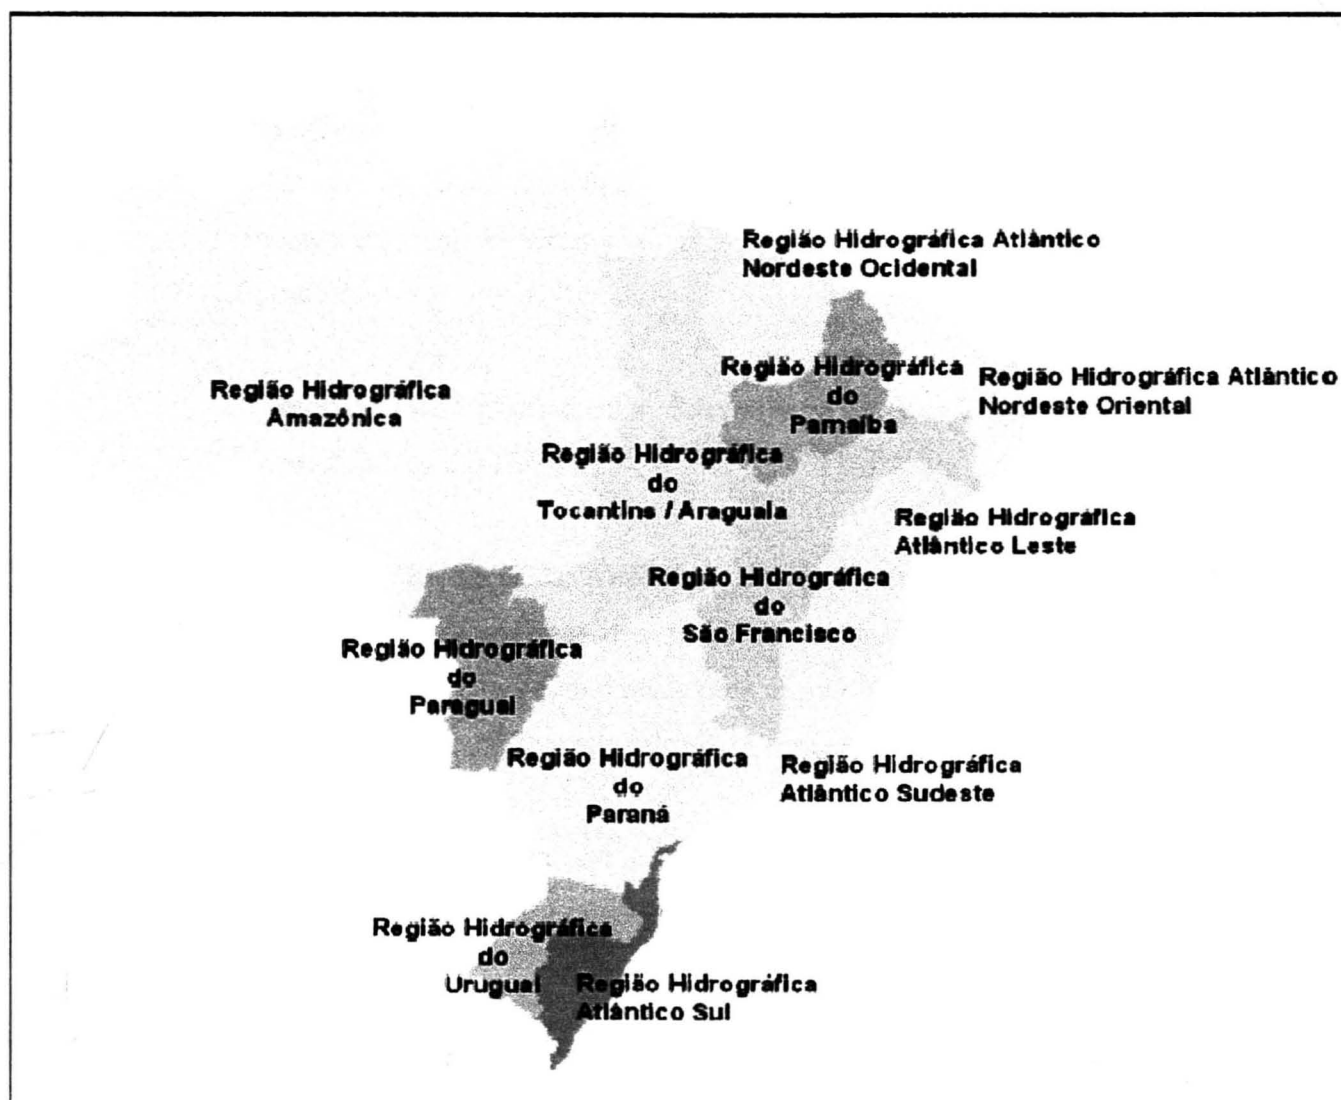 Região Hidrográfica Atlântico
Nordeste Ocidental
Região Hidrográfica
do
Parnaíba
Região Hidrográfica Atlântico
Nordeste Oriental
Região Hidrográfica
Amazônica
Região Hidrográfica
do
Tocantins / Araguaia
Região Hidrográfica
Atlântico Leste
Região Hidrográfica
do
São Francisco
Região Hidrográfica
do
Paraguai
Região Hidrográfica
do
Paraná
Região Hidrográfica
Atlântico Sudeste
Região Hidrográfica
do
Uruguai
Região Hidrográfica
Atlântico Sul